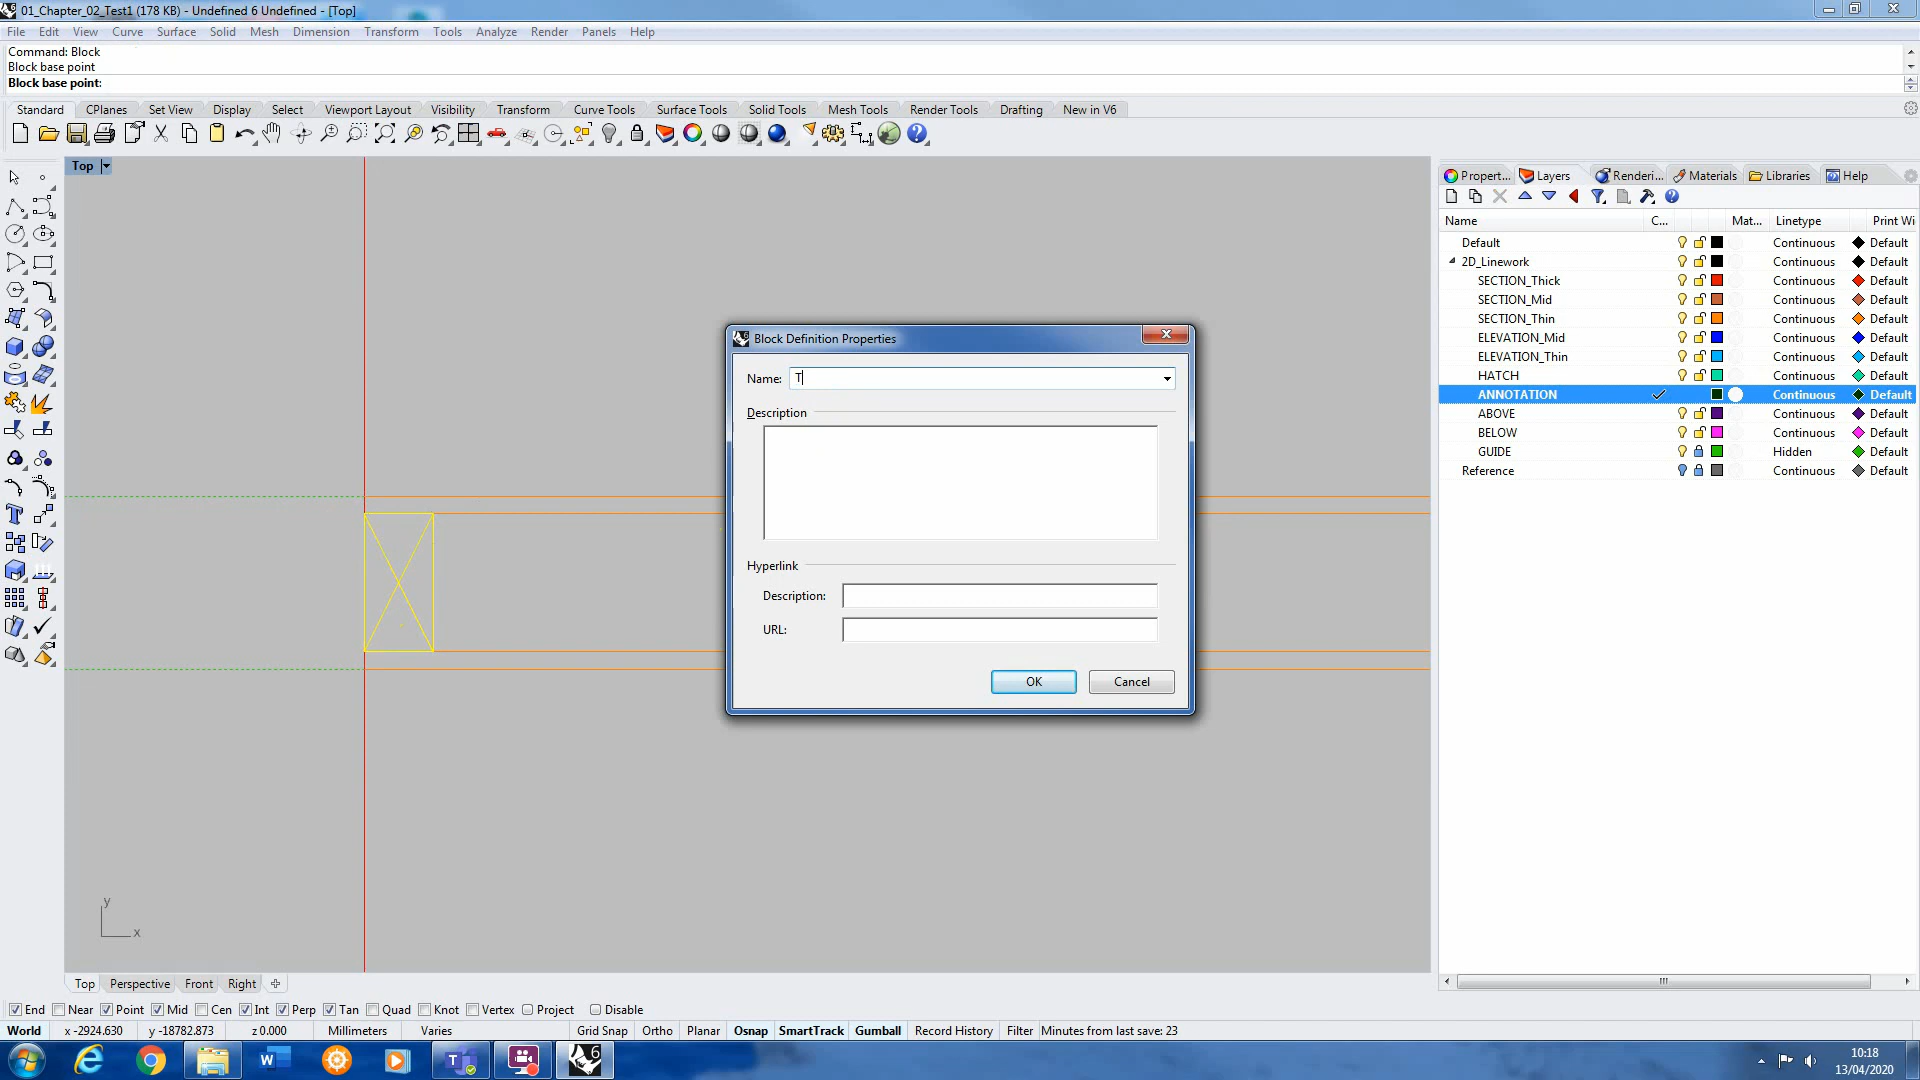 01_Chapter_02_Test1 (178 KB) - Undefined 6 Undefined - [Top]
File Edit View Curve Surface Solid Mesh Dimension Transform Tools Analyze Render Panels Help
Command: Block
Block base point
Block base point:
Standard CPlanes Set View Display Select Viewport Layout Visibility Transform Curve Tools Surface Tools Solid Tools Mesh Tools Render Tools Drafting New in V6
Top
Propert... Layers Renderi... Materials Libraries Help
Name C... Mat... Linetype Print Wi
Default Continuous Default
2D_Linework Continuous Default
SECTION_Thick Continuous Default
SECTION_Mid Continuous Default
SECTION_Thin Continuous Default
ELEVATION_Mid Continuous Default
ELEVATION_Thin Continuous Default
HATCH Continuous Default
ANNOTATION Continuous Default
ABOVE Continuous Default
BELOW Continuous Default
GUIDE Hidden Default
Reference Continuous Default
Block Definition Properties
Name: T
Description
Hyperlink
Description:
URL:
OK Cancel
y
x
Top Perspective Front Right
End Near Point Mid Cen Int Perp Tan Quad Knot Vertex Project Disable
World x -2924.630 y -18782.873 z 0.000 Millimeters Varies Grid Snap Ortho Planar Osnap SmartTrack Gumball Record History Filter Minutes from last save: 23
10:18
13/04/2020